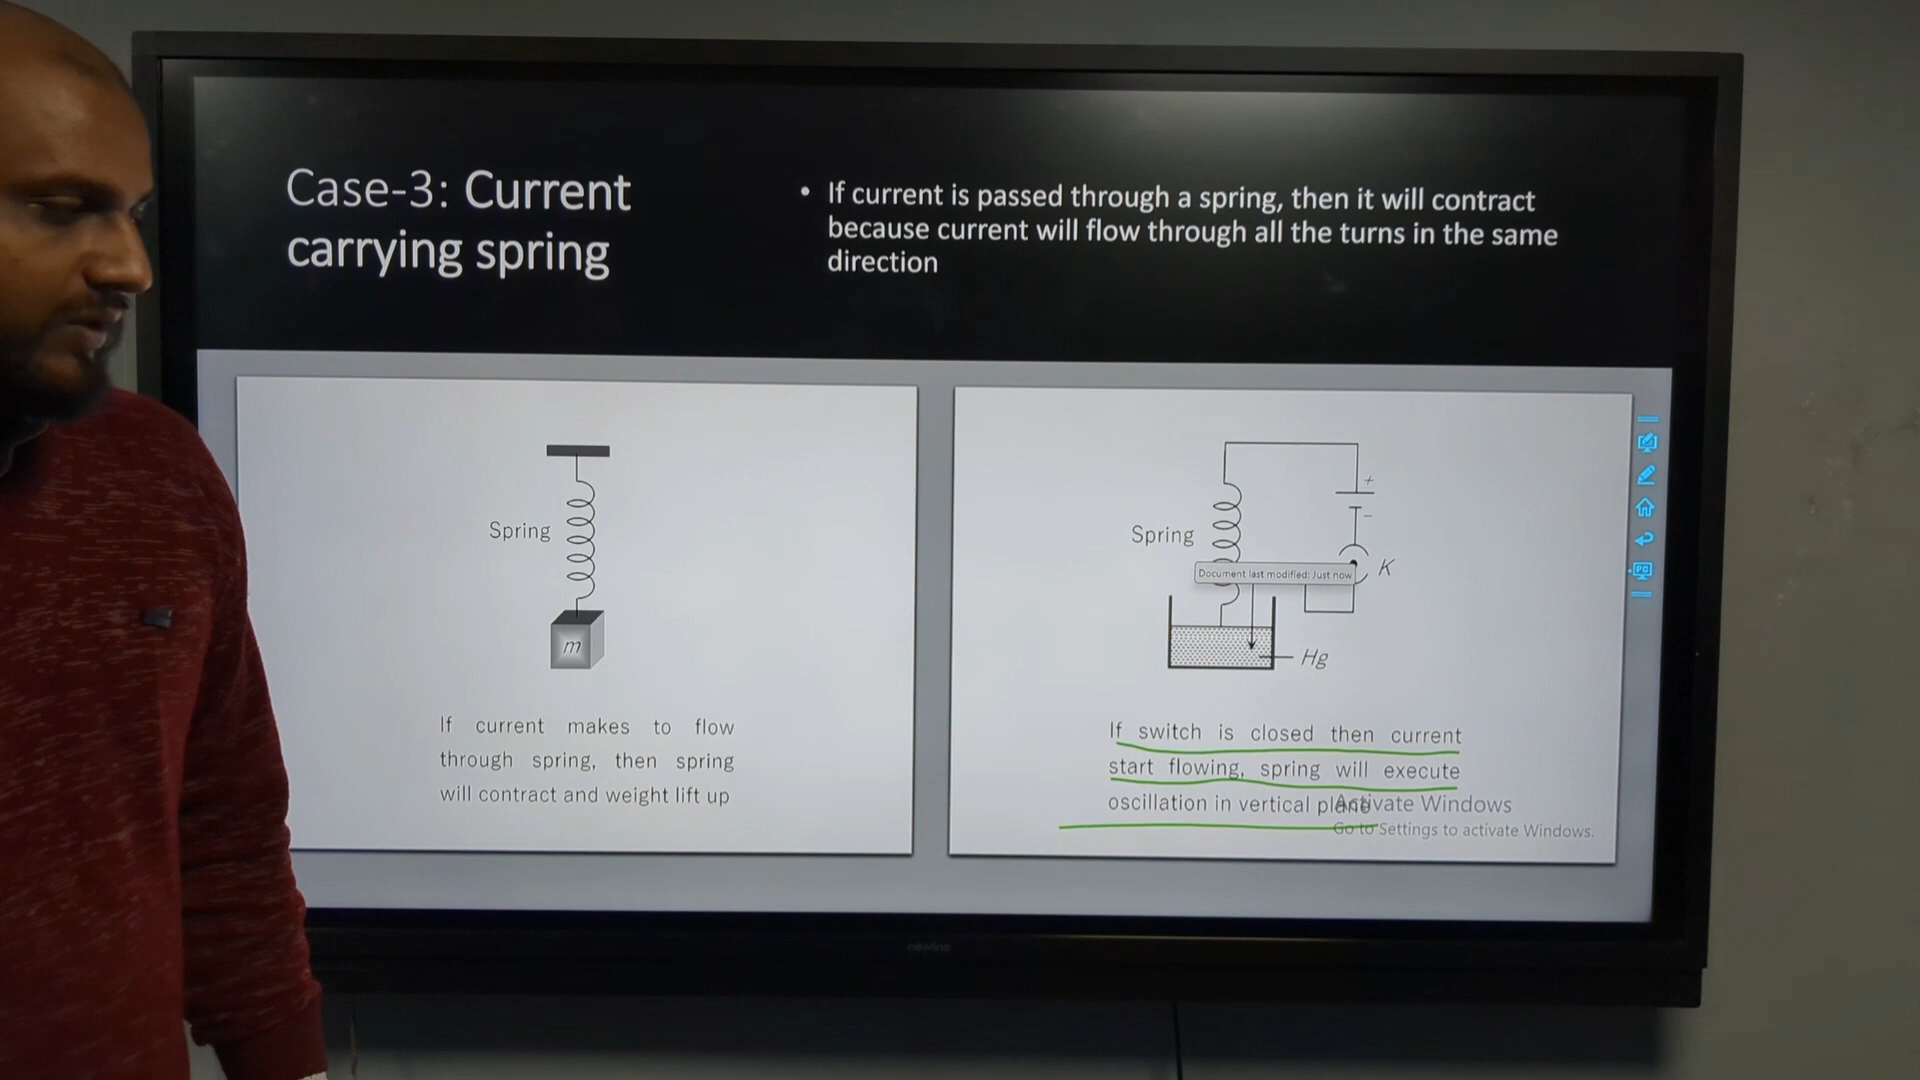 Case-3: Current
carrying spring
• If current is passed through a spring, then it will contract
because current will flow through all the turns in the same
direction
Spring
m
If current makes to flow
through spring, then spring
will contract and weight lift up
+
−
Spring
K
Document last modified: Just now
Hg
If switch is closed then current
start flowing, spring will execute
oscillation in vertical plane
Activate Windows
Go to Settings to activate Windows.
PC
newline